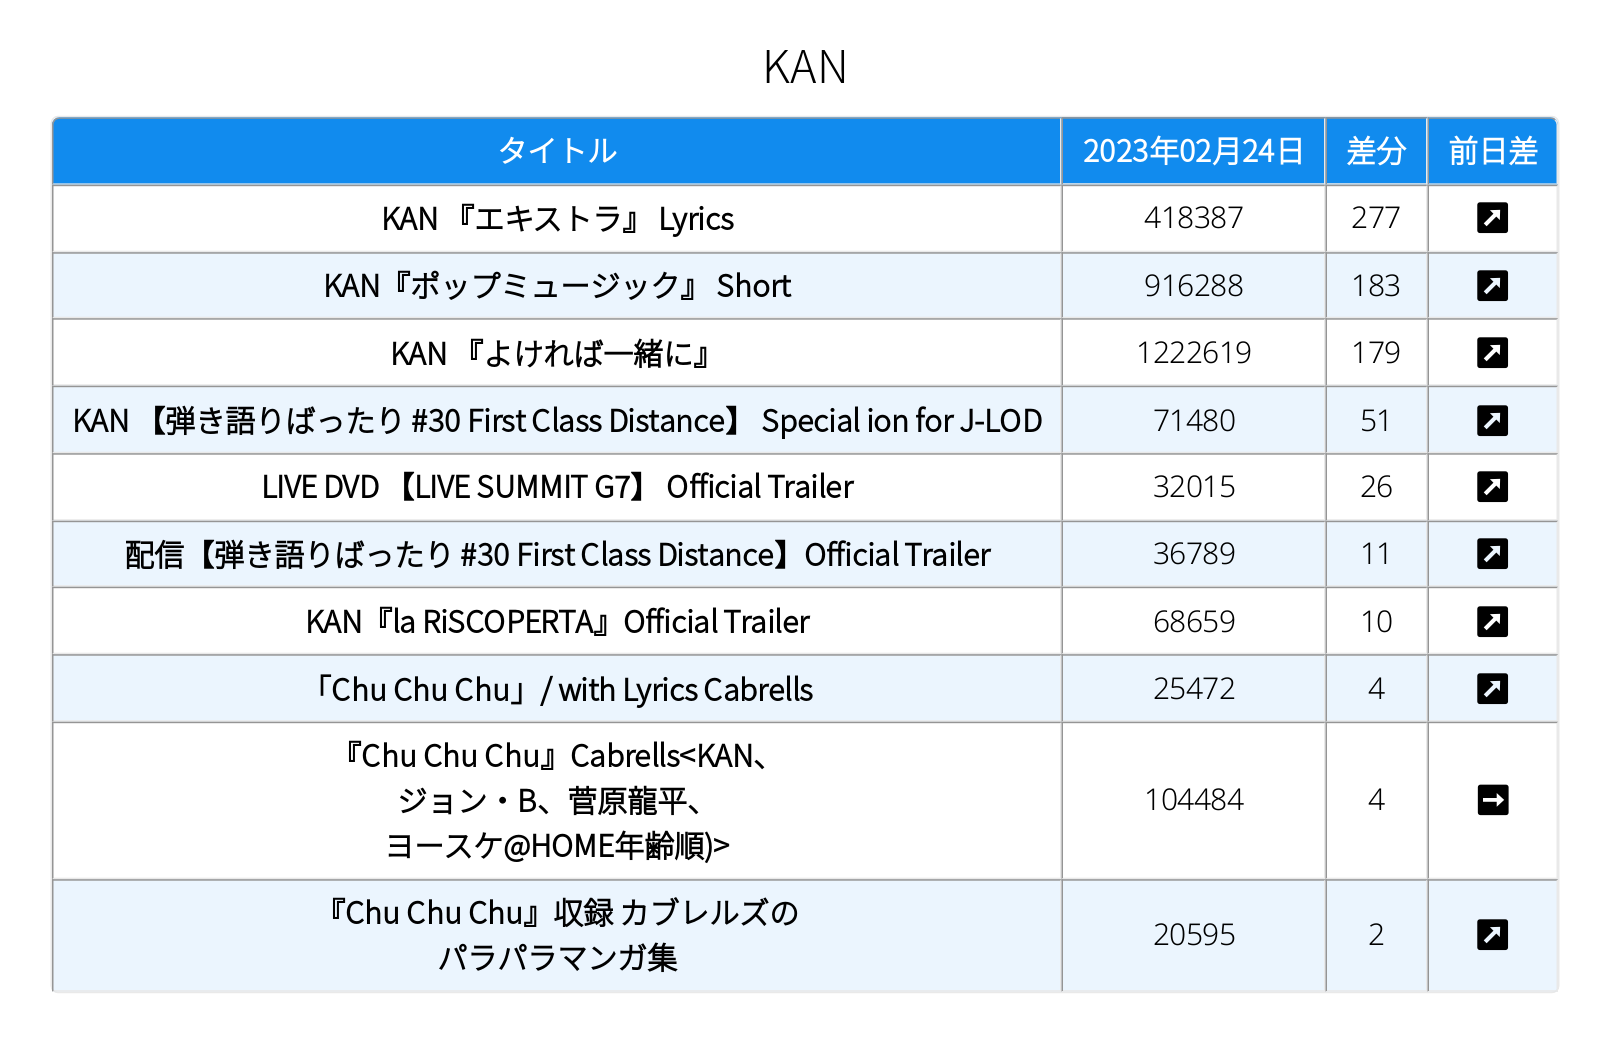 KAN
タイトル 2023年02月24日 差分 前日差
KAN 『エキストラ』 Lyrics 418387 277
KAN『ポップミュージック』 Short 916288 183
KAN 『よければ一緒に』 1222619 179
KAN 【弾き語りばったり #30 First Class Distance】 Special ion for J-LOD 71480 51
LIVE DVD 【LIVE SUMMIT G7】 Official Trailer 32015 26
配信【弾き語りばったり #30 First Class Distance】Official Trailer 36789 11
KAN『la RiSCOPERTA』Official Trailer 68659 10
「Chu Chu Chu」/ with Lyrics Cabrells 25472 4
『Chu Chu Chu』Cabrells<KAN、
ジョン・B、菅原龍平、 104484 4
ヨースケ@HOME年齢順)>
『Chu Chu Chu』収録 カブレルズの
パラパラマンガ集 20595 2